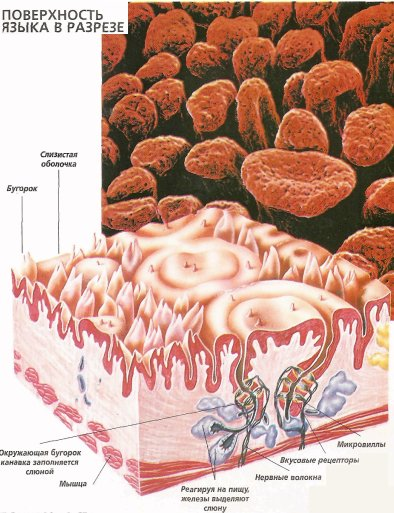 ПОВЕРХНОСТЬ
ЯЗЫКА В РАЗРЕЗЕ
Слизистая
оболочка
Бугорок
Окружающая бугорок
канавка заполняется
слюной
Мышца
Реагируя на пищу,
железы выделяют
слюну
Нервные волокна
Вкусовые рецепторы
Микровиллы